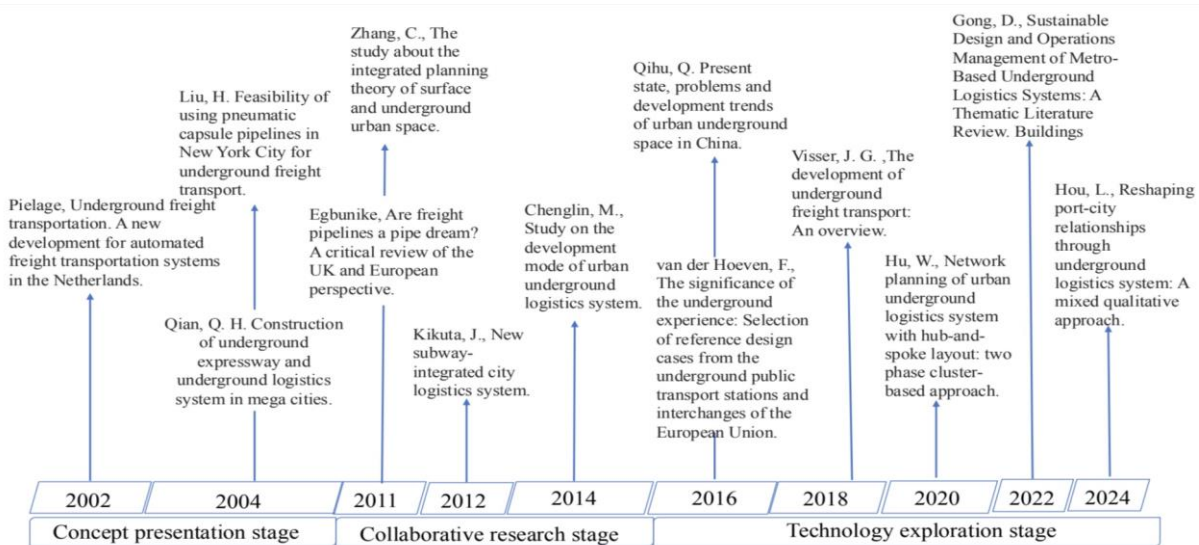 Pielage, Underground freight
transportation. A new
development for automated
freight transportation systems
in the Netherlands.
Liu, H. Feasibility of
using pneumatic
capsule pipelines in
New York City for
underground freight
transport.
Qian, Q. H. Construction
of underground
expressway and
underground logistics
system in mega cities.
Zhang, C., The
study about the
integrated planning
theory of surface
and underground
urban space.
Egbunike, Are freight
pipelines a pipe dream?
A critical review of the
UK and European
perspective.
Kikuta, J., New
subway-
integrated city
logistics system.
Chenglin, M.,
Study on the
development
mode of urban
underground
logistics system.
Qihu, Q. Present
state, problems and
development trends
of urban underground
space in China.
van der Hoeven, F.,
The significance of
the underground
experience: Selection
of reference design
cases from the
underground public
transport stations and
interchanges of the
European Union.
Visser, J. G. ,The
development of
underground
freight transport:
An overview.
Hu, W., Network
planning of urban
underground
logistics system
with hub-and-
spoke layout: two
phase cluster-
based approach.
Gong, D., Sustainable
Design and Operations
Management of Metro-
Based Underground
Logistics Systems: A
Thematic Literature
Review. Buildings
Hou, L., Reshaping
port-city
relationships
through
underground
logistics system: A
mixed qualitative
approach.
2002 2004 2011 2012 2014 2016 2018 2020 2022 2024
Concept presentation stage Collaborative research stage Technology exploration stage